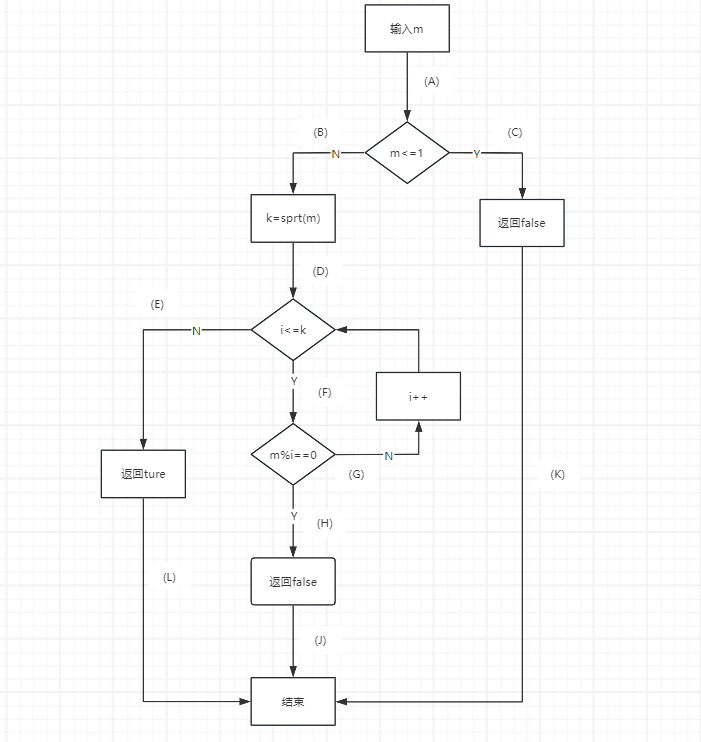 输入m
(A)
(B)
(C)
N
m<=1
Y
k=sprt(m)
返回false
(D)
(E)
N
i<=k
Y
(F)
i++
m%i==0
N
(G)
返回ture
(K)
Y
(H)
(L)
返回false
(J)
结束